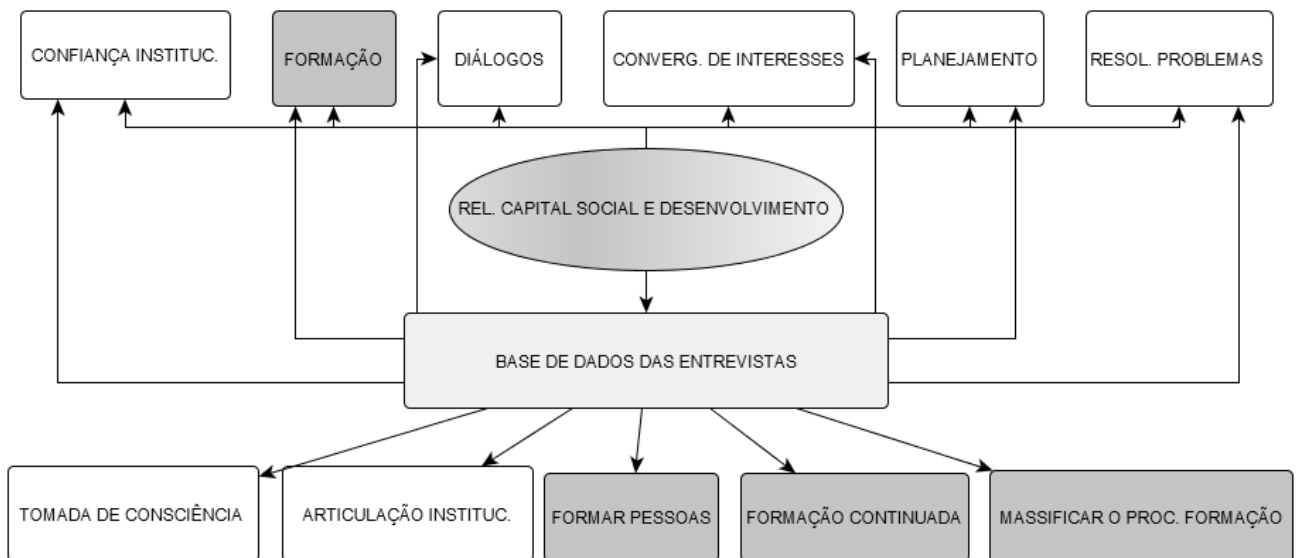 CONFIANÇA INSTITUC.
FORMAÇÃO
DIÁLOGOS
CONVERG. DE INTERESSES
PLANEJAMENTO
RESOL. PROBLEMAS
REL. CAPITAL SOCIAL E DESENVOLVIMENTO
BASE DE DADOS DAS ENTREVISTAS
TOMADA DE CONSCIÊNCIA
ARTICULAÇÃO INSTITUC.
FORMAR PESSOAS
FORMAÇÃO CONTINUADA
MASSIFICAR O PROC. FORMAÇÃO